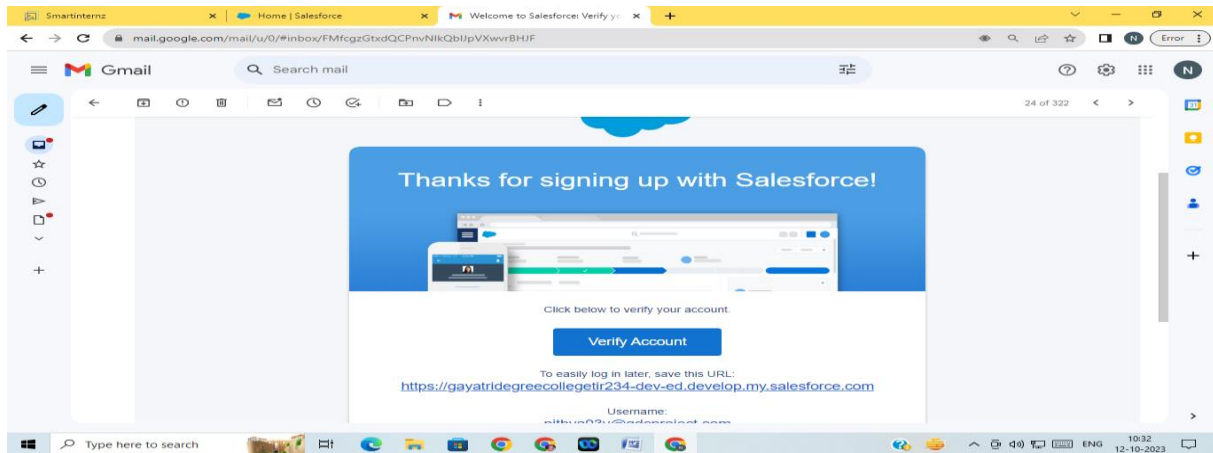 Smartinternz
Home | Salesforce
Welcome to Salesforce: Verify yo
mail.google.com/mail/u/0/#inbox/FMfcgzGtxdQCPnvNlkQblJpVXwvrBHJF
N
Error
Gmail
Search mail
N
24 of 322
31
Thanks for signing up with Salesforce!
Click below to verify your account.
Verify Account
To easily log in later, save this URL:
https://gayatridegreecollegetir234-dev-ed.develop.my.salesforce.com
Username:
Type here to search
ENG
10:32
12-10-2023